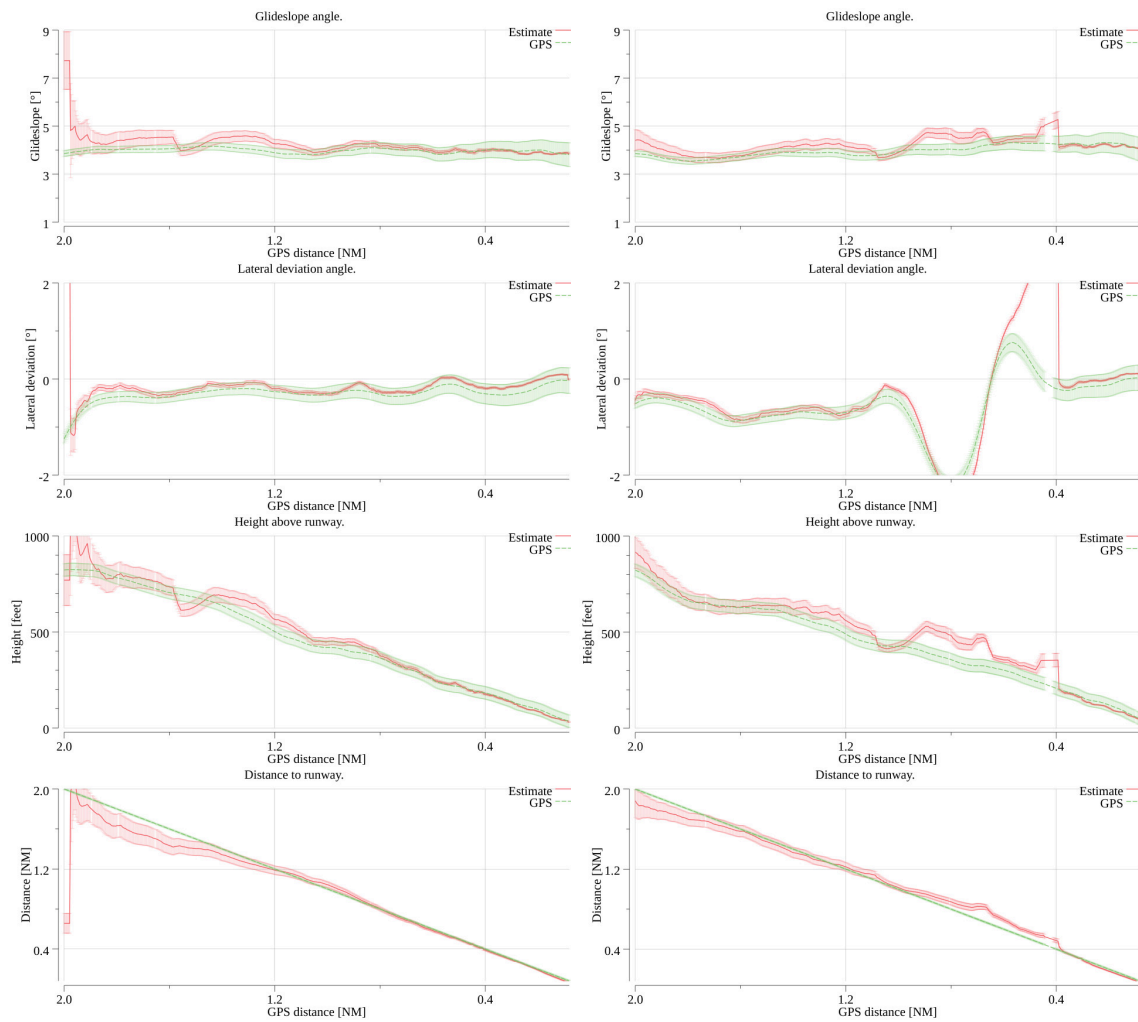 Glideslope angle.
9
7
5
3
1
Glideslope [°]
Estimate
GPS
2.0
1.2
0.4
GPS distance [NM]
Glideslope angle.
9
7
5
3
1
Glideslope [°]
Estimate
GPS
2.0
1.2
0.4
GPS distance [NM]
Lateral deviation angle.
2
0
-2
Lateral deviation [°]
Estimate
GPS
2.0
1.2
0.4
GPS distance [NM]
Lateral deviation angle.
2
0
-2
Lateral deviation [°]
Estimate
GPS
2.0
1.2
0.4
GPS distance [NM]
Height above runway.
1000
500
0
Height [feet]
Estimate
GPS
2.0
1.2
0.4
GPS distance [NM]
Height above runway.
1000
500
0
Height [feet]
Estimate
GPS
2.0
1.2
0.4
GPS distance [NM]
Distance to runway.
2.0
1.2
0.4
Distance [NM]
Estimate
GPS
2.0
1.2
0.4
GPS distance [NM]
Distance to runway.
2.0
1.2
0.4
Distance [NM]
Estimate
GPS
2.0
1.2
0.4
GPS distance [NM]